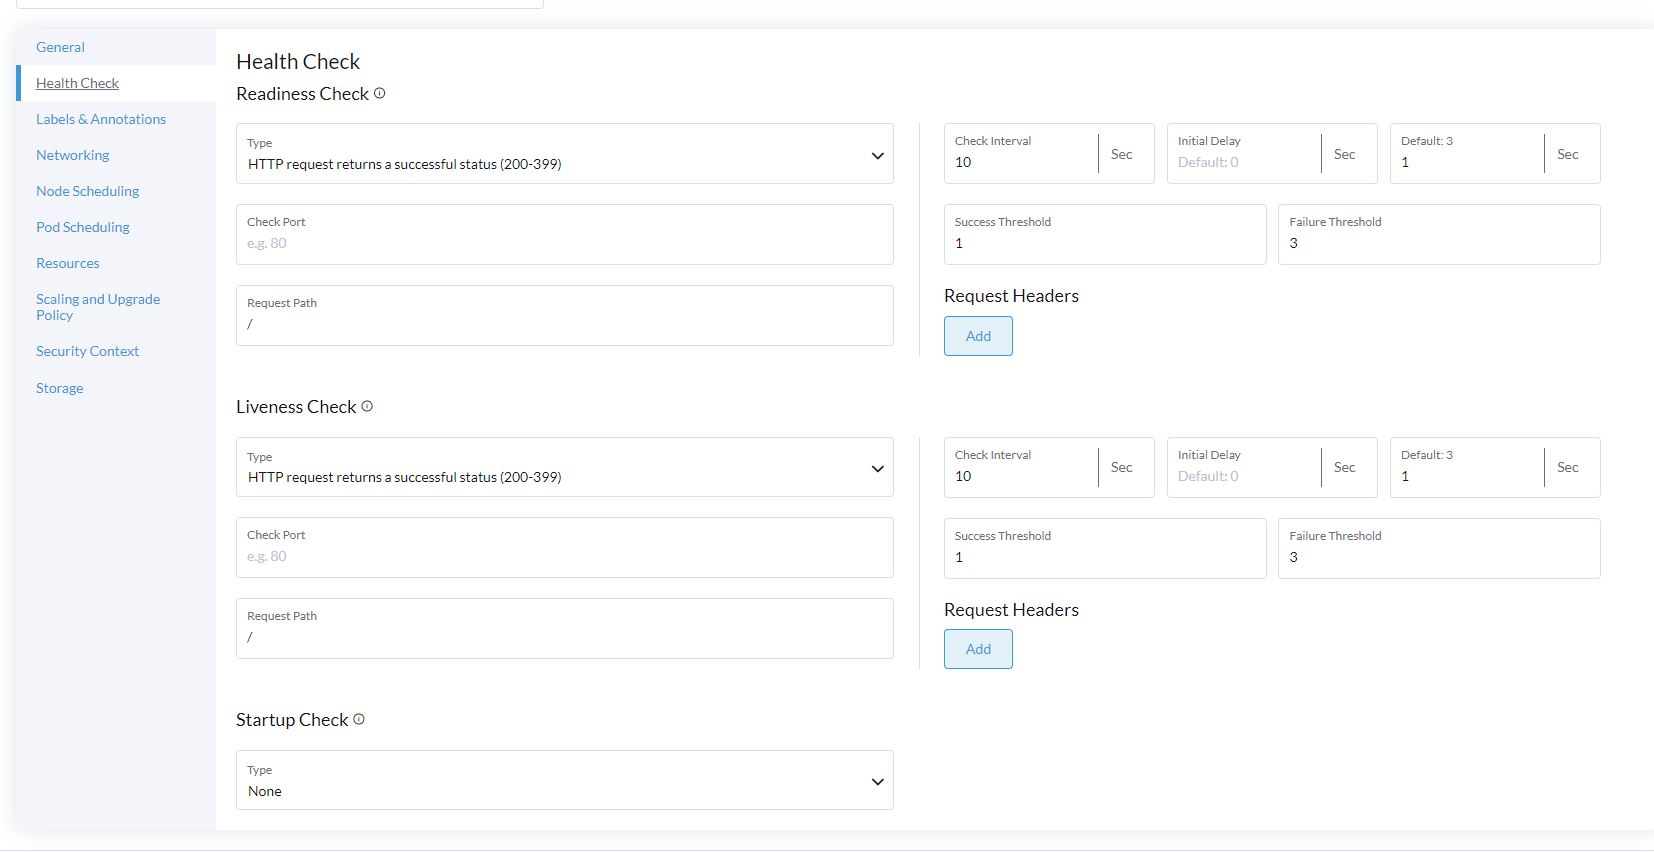 General
Health Check
Labels & Annotations
Networking
Node Scheduling
Pod Scheduling
Resources
Scaling and Upgrade
Policy
Security Context
Storage
Health Check
Readiness Check
Type
HTTP request returns a successful status (200-399)
Check Port
e.g. 80
Request Path
/
Check Interval
10
Sec
Initial Delay
Default: 0
Sec
Default: 3
1
Sec
Success Threshold
1
Failure Threshold
3
Request Headers
Add
Liveness Check
Type
HTTP request returns a successful status (200-399)
Check Port
e.g. 80
Request Path
/
Check Interval
10
Sec
Initial Delay
Default: 0
Sec
Default: 3
1
Sec
Success Threshold
1
Failure Threshold
3
Request Headers
Add
Startup Check
Type
None